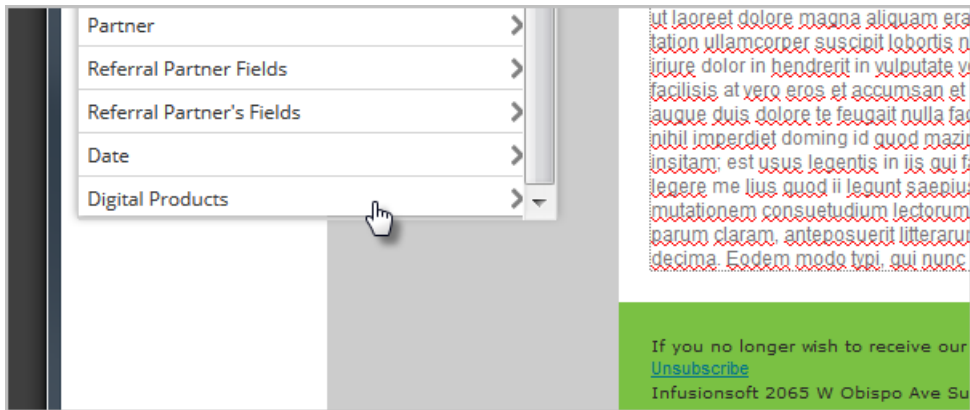 Partner
Referral Partner Fields
Referral Partner's Fields
Date
Digital Products
ut laoreet dolore magna aliquam era
tation ullamcorper suscipit lobortis n
iriure dolor in hendrerit in vulputate v
facilisis at vero eros et accumsan et
augue duis dolore te feugait nulla fac
nihil imperdiet doming id quod mazin
insitam; est usus legentis in iis qui f
legere me lius quod ii legunt saepius
mutationem consuetudium lectorum
parum claram, anteposuerit litterarum
decima. Eodem modo typi, qui nunc
If you no longer wish to receive our
Unsubscribe
Infusionsoft 2065 W Obispo Ave Su